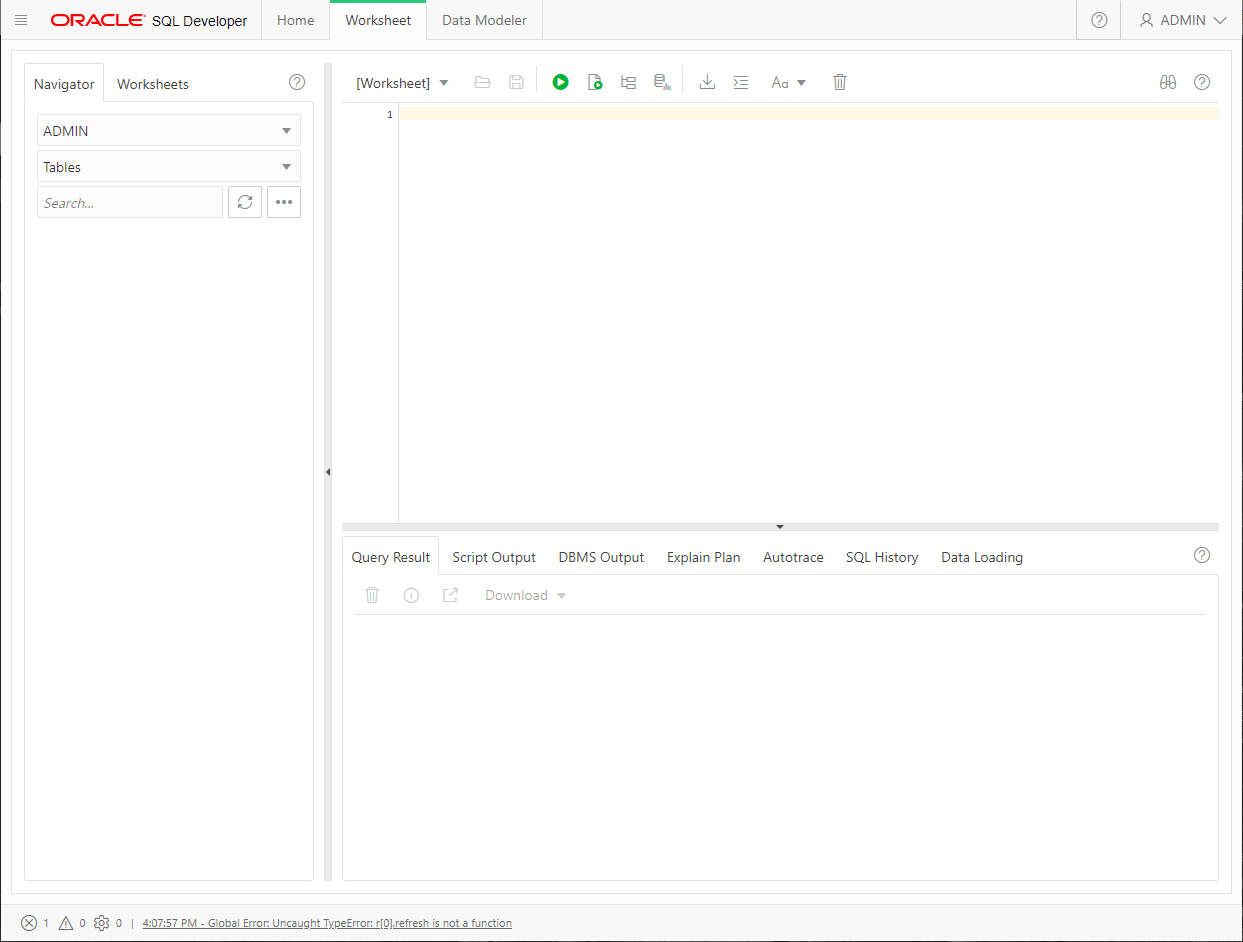 ORACLE SQL Developer Home Worksheet Data Modeler ADMIN
Navigator Worksheets
ADMIN
Tables
Search...
[Worksheet] Aa
1
Query Result Script Output DBMS Output Explain Plan Autotrace SQL History Data Loading
Download
1 0 0 | 4:07:57 PM - Global Error: Uncaught TypeError: r[0].refresh is not a function